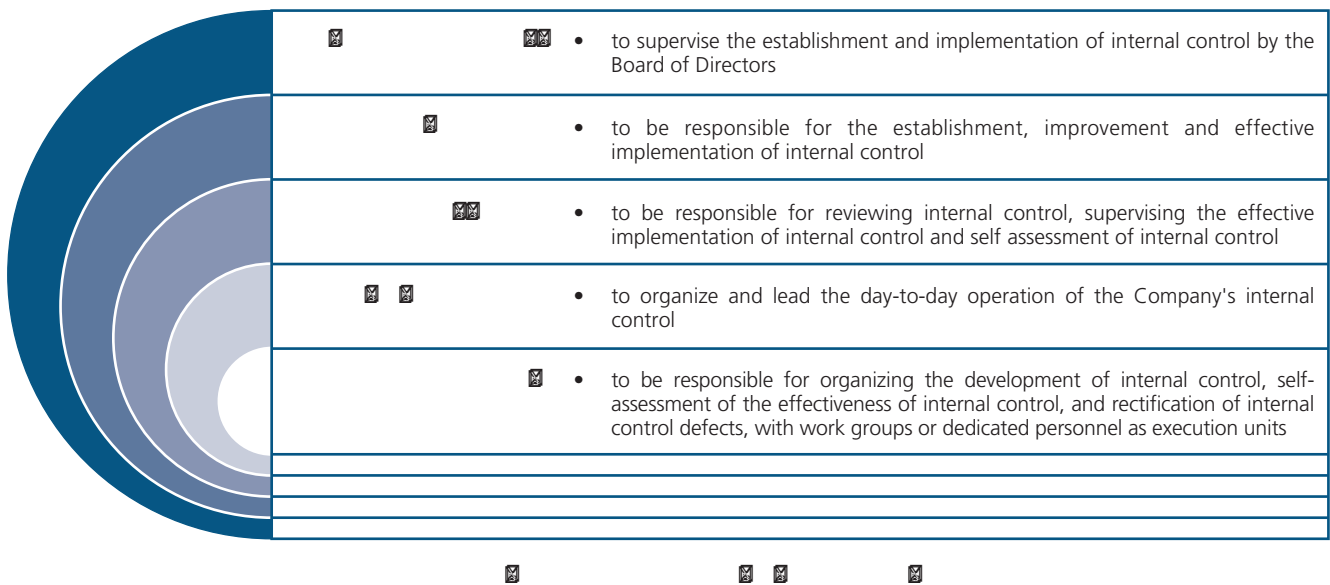 • to supervise the establishment and implementation of internal control by the
Board of Directors
• to be responsible for the establishment, improvement and effective
implementation of internal control
• to be responsible for reviewing internal control, supervising the effective
implementation of internal control and self assessment of internal control
• to organize and lead the day-to-day operation of the Company's internal
control
• to be responsible for organizing the development of internal control, self-
assessment of the effectiveness of internal control, and rectification of internal
control defects, with work groups or dedicated personnel as execution units